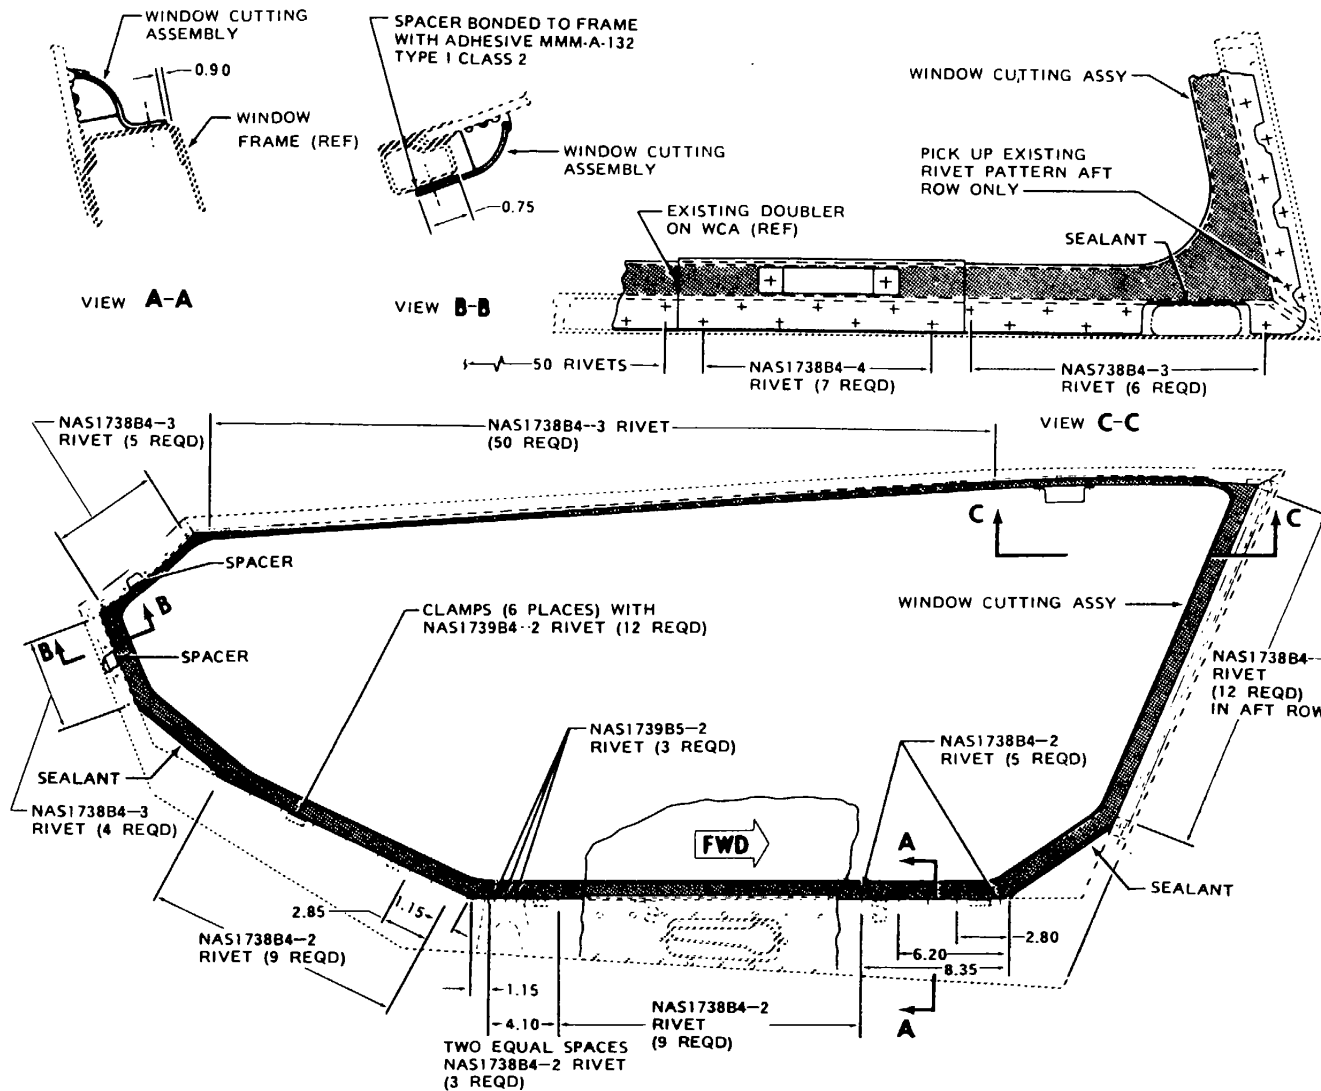 WINDOW CUTTING
ASSEMBLY
0.90
WINDOW
FRAME (REF)
VIEW A-A
SPACER BONDED TO FRAME
WITH ADHESIVE MMM-A-132
TYPE I CLASS 2
WINDOW CUTTING
ASSEMBLY
0.75
VIEW B-B
WINDOW CUTTING ASSY
PICK UP EXISTING
RIVET PATTERN AFT
ROW ONLY
EXISTING DOUBLER
ON WCA (REF)
SEALANT
50 RIVETS
NAS1738B4-4
RIVET (7 REQD)
NAS738B4-3
RIVET (6 REQD)
VIEW C-C
NAS1738B4-3
RIVET (5 REQD)
NAS1738B4--3 RIVET
(50 REQD)
C
C
SPACER
B
B
SPACER
CLAMPS (6 PLACES) WITH
NAS1739B4--2 RIVET (12 REQD)
WINDOW CUTTING ASSY
NAS1738B4--
RIVET
(12 REQD)
IN AFT ROW
NAS1739B5-2
RIVET (3 REQD)
NAS1738B4-2
RIVET (5 REQD)
SEALANT
NAS1738B4-3
RIVET (4 REQD)
FWD
A
SEALANT
2.85
1.15
NAS1738B4-2
RIVET (9 REQD)
2.80
6.20
8.35
1.15
4.10
NAS1738B4-2
RIVET
(9 REQD)
A
TWO EQUAL SPACES
NAS1738B4-2 RIVET
(3 REQD)